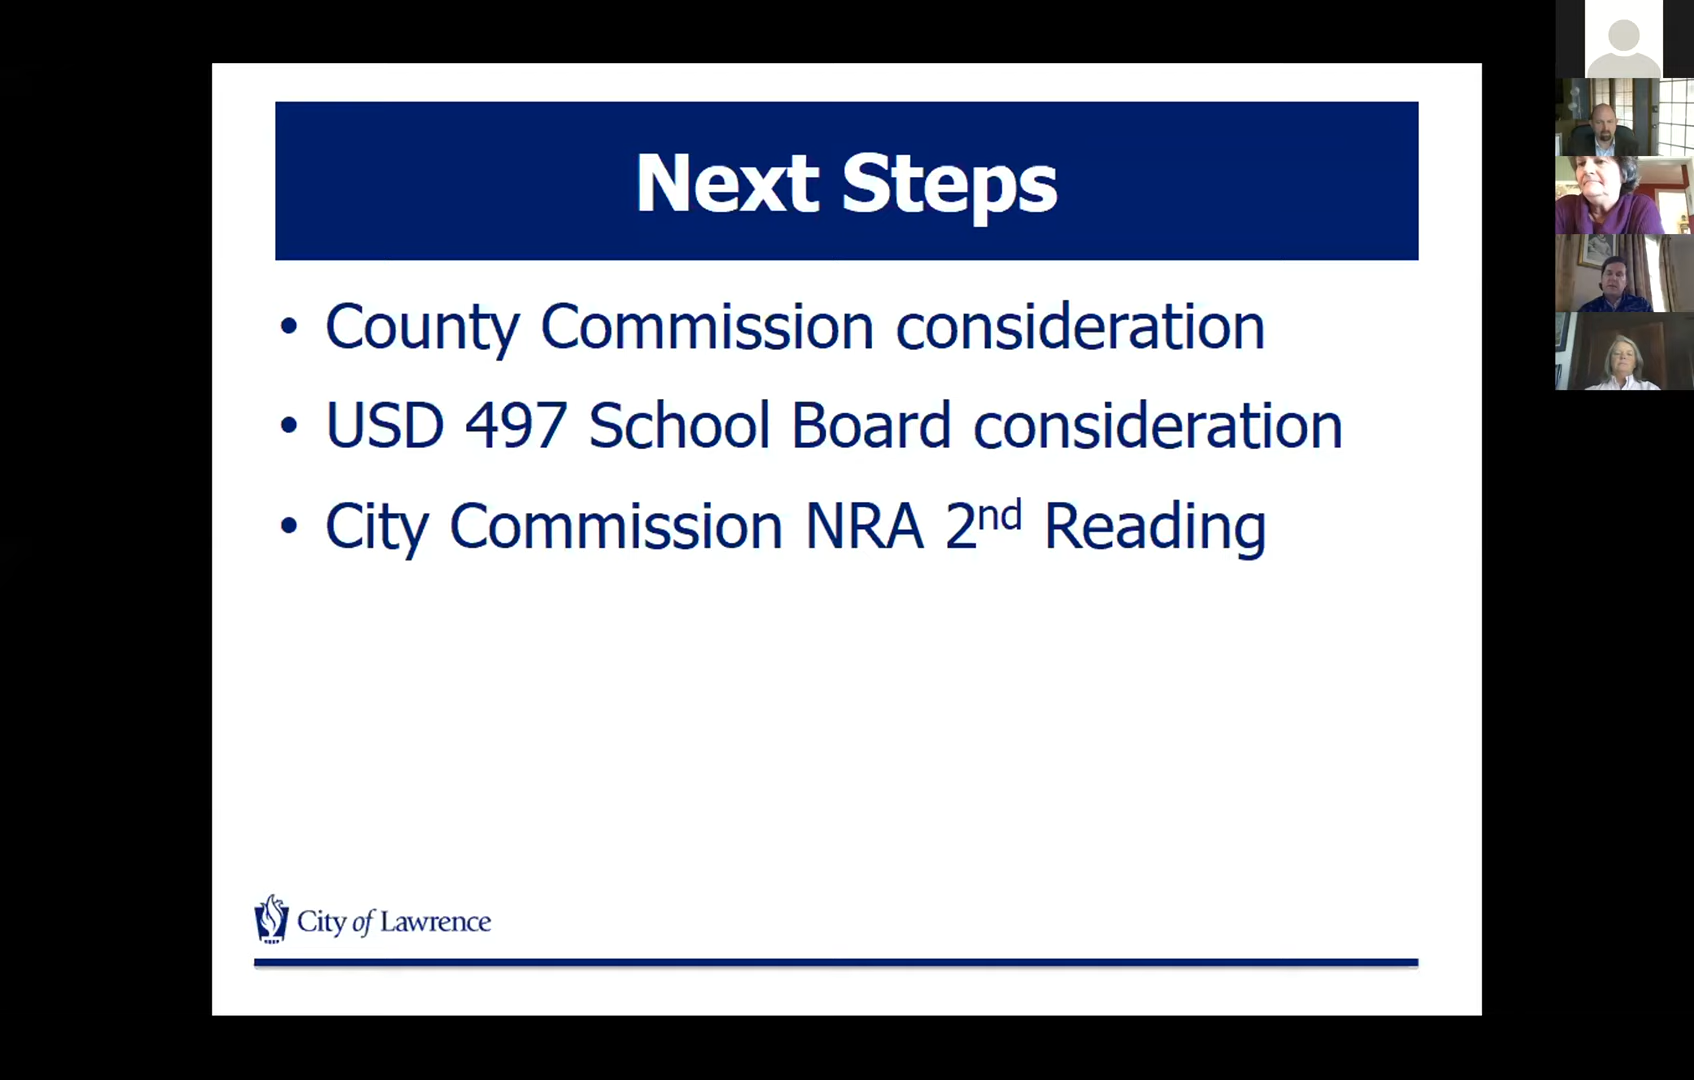 Next Steps
• County Commission consideration
• USD 497 School Board consideration
• City Commission NRA 2nd Reading
City of Lawrence